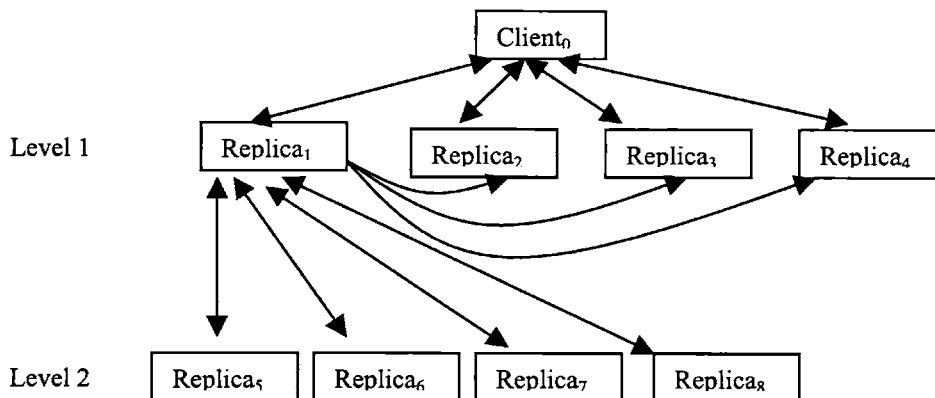 Client₀
Level 1
Replica₁ Replica₂ Replica₃ Replica₄
Level 2
Replica₅ Replica₆ Replica₇ Replica₈